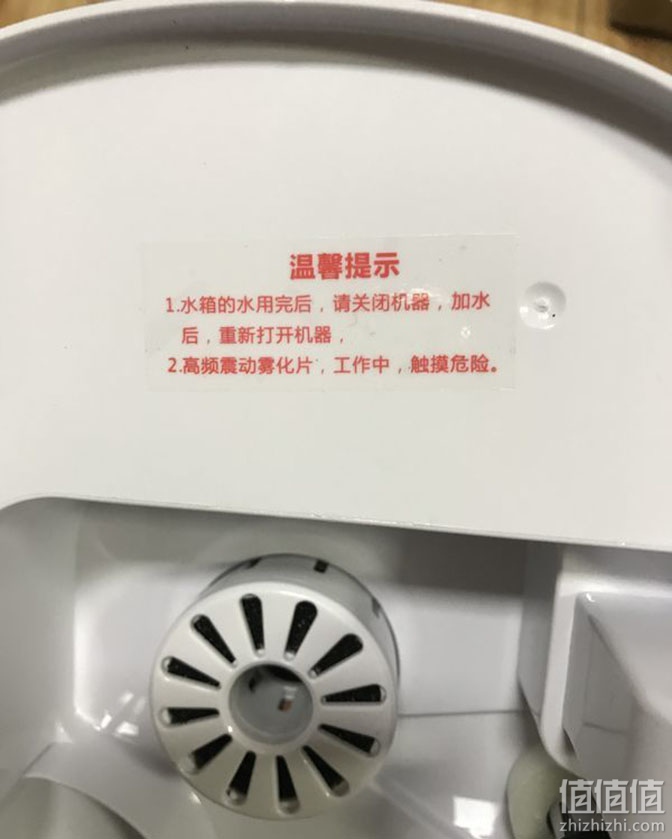 温馨提示
1.水箱的水用完后，请关闭机器，加水
后，重新打开机器，
2.高频震动雾化片，工作中，触摸危险。
值值值
zhizhizhi.com